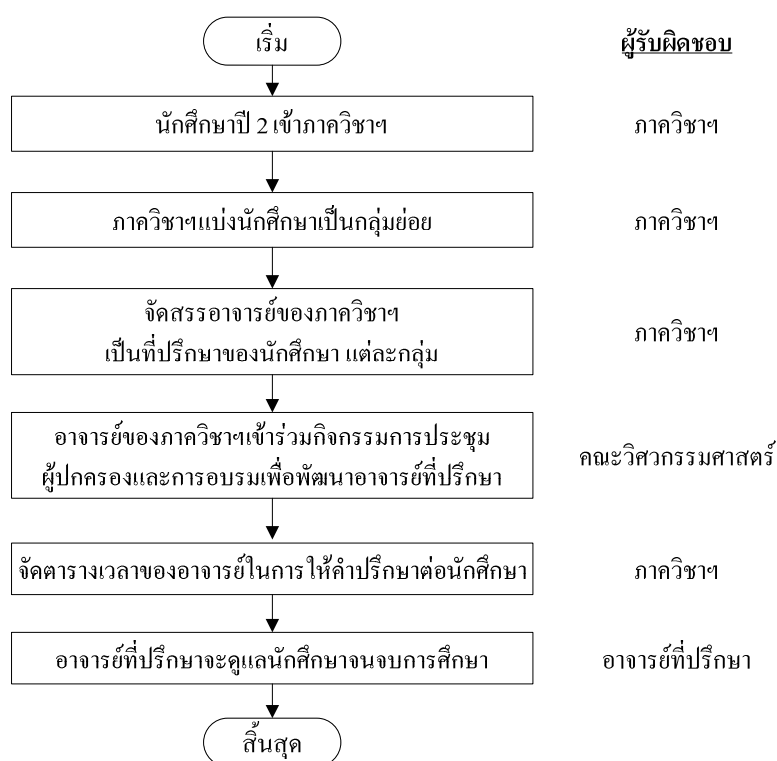 เริ่ม
ผู้รับผิดชอบ
นักศึกษาปี 2 เข้าภาควิชาฯ
ภาควิชาฯ
ภาควิชาฯแบ่งนักศึกษาเป็นกลุ่มย่อย
ภาควิชาฯ
จัดสรรอาจารย์ของภาควิชาฯ
เป็นที่ปรึกษาของนักศึกษา แต่ละกลุ่ม
ภาควิชาฯ
อาจารย์ของภาควิชาฯเข้าร่วมกิจกรรมการประชุม
ผู้ปกครองและการอบรมเพื่อพัฒนาอาจารย์ที่ปรึกษา
คณะวิศวกรรมศาสตร์
จัดตารางเวลาของอาจารย์ในการให้คำปรึกษาต่อนักศึกษา
ภาควิชาฯ
อาจารย์ที่ปรึกษาจะดูแลนักศึกษาจนจบการศึกษา
อาจารย์ที่ปรึกษา
สิ้นสุด